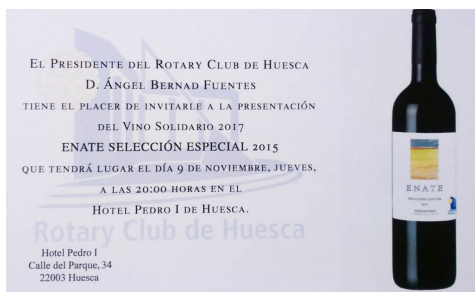 EL PRESIDENTE DEL ROTARY CLUB DE HUESCA
D. ÁNGEL BERNAD FUENTES
TIENE EL PLACER DE INVITARLE A LA PRESENTACIÓN
DEL VINO SOLIDARIO 2017
ENATE SELECCIÓN ESPECIAL 2015
QUE TENDRÁ LUGAR EL DÍA 9 DE NOVIEMBRE, JUEVES,
A LAS 20:00 HORAS EN EL
HOTEL PEDRO I DE HUESCA.
Rotary Club de Huesca
Hotel Pedro I
Calle del Parque, 34
22003 Huesca
ENATE